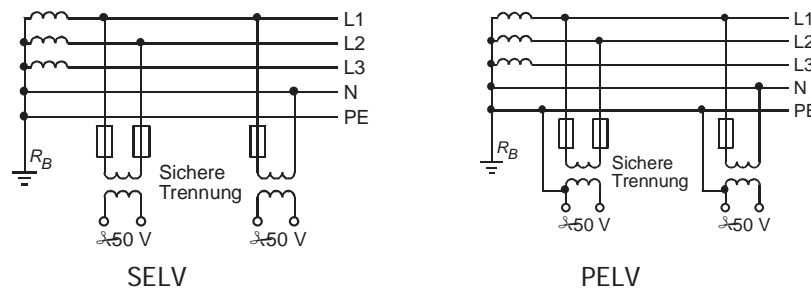 L1
L2
L3
N
PE
R_B
Sichere
Trennung
50 V
50 V
SELV
L1
L2
L3
N
PE
R_B
Sichere
Trennung
50 V
50 V
PELV